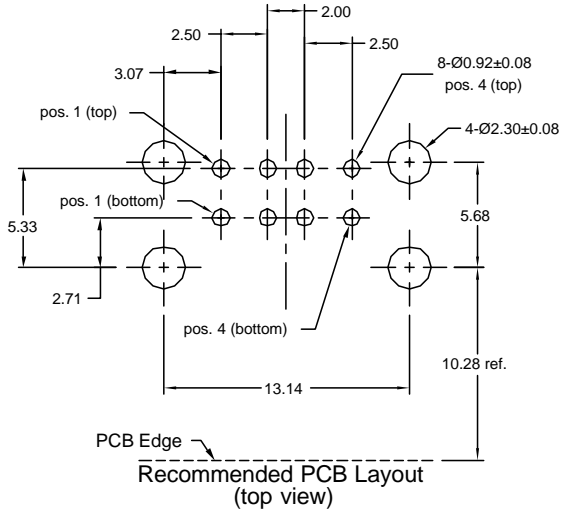 2.00
2.50
2.50
3.07
8-Ø0.92±0.08
pos. 4 (top)
pos. 1 (top)
4-Ø2.30±0.08
pos. 1 (bottom)
5.33
5.68
2.71
pos. 4 (bottom)
10.28 ref.
13.14
PCB Edge
Recommended PCB Layout
(top view)